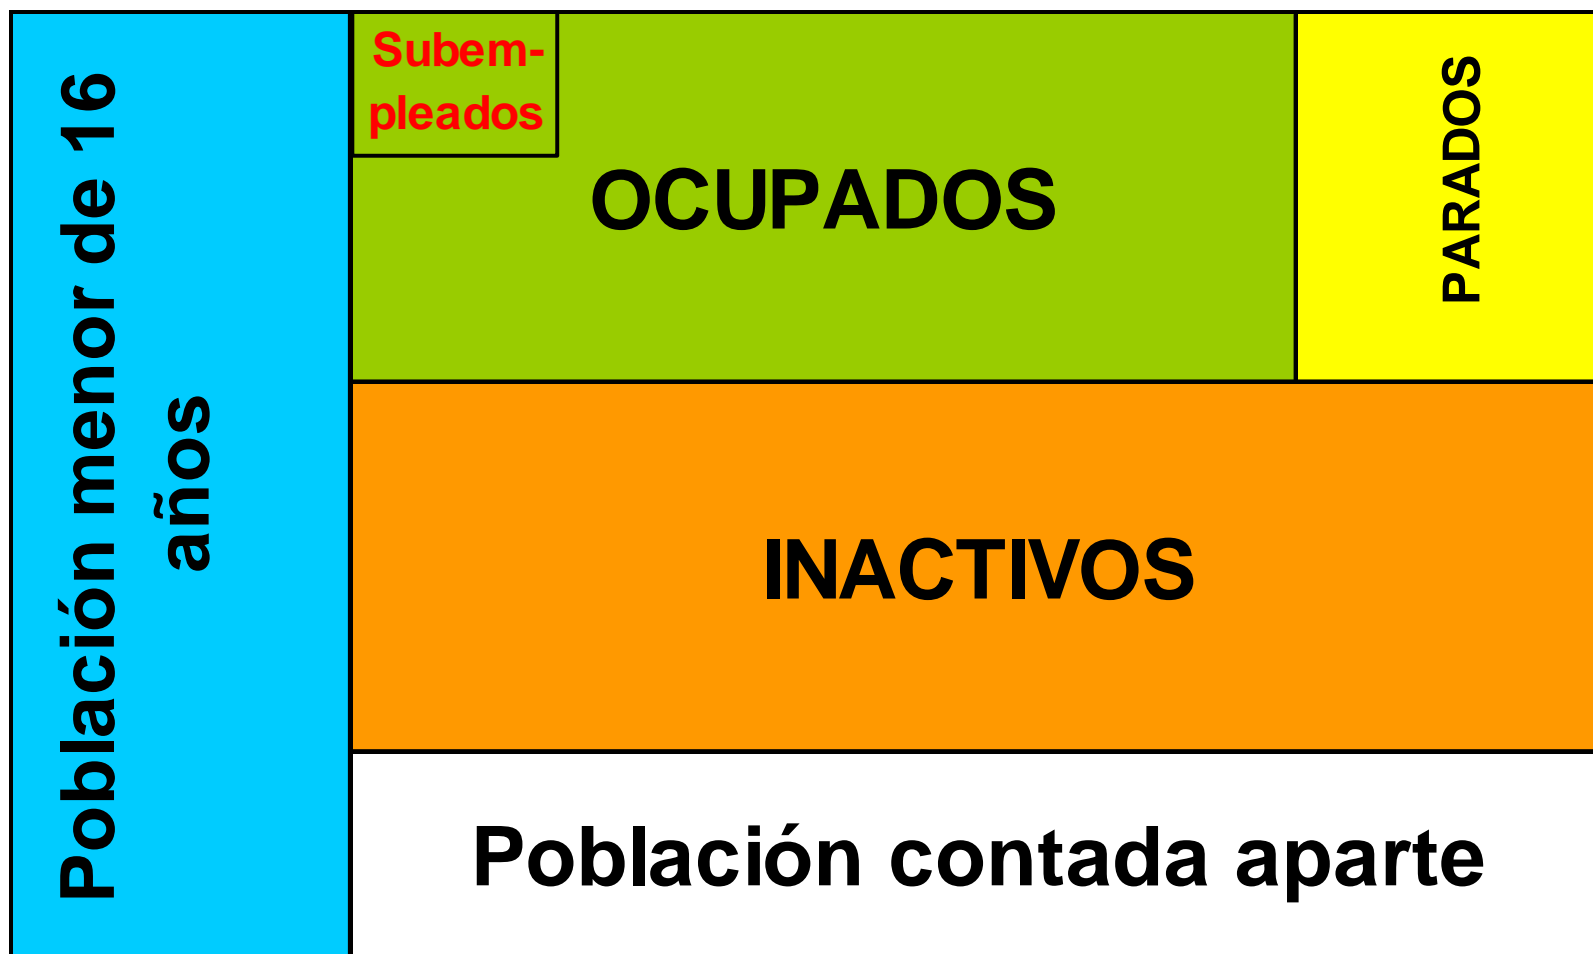 Población menor de 16
años
Subem-
pleados
OCUPADOS
PARADOS
INACTIVOS
Población contada aparte